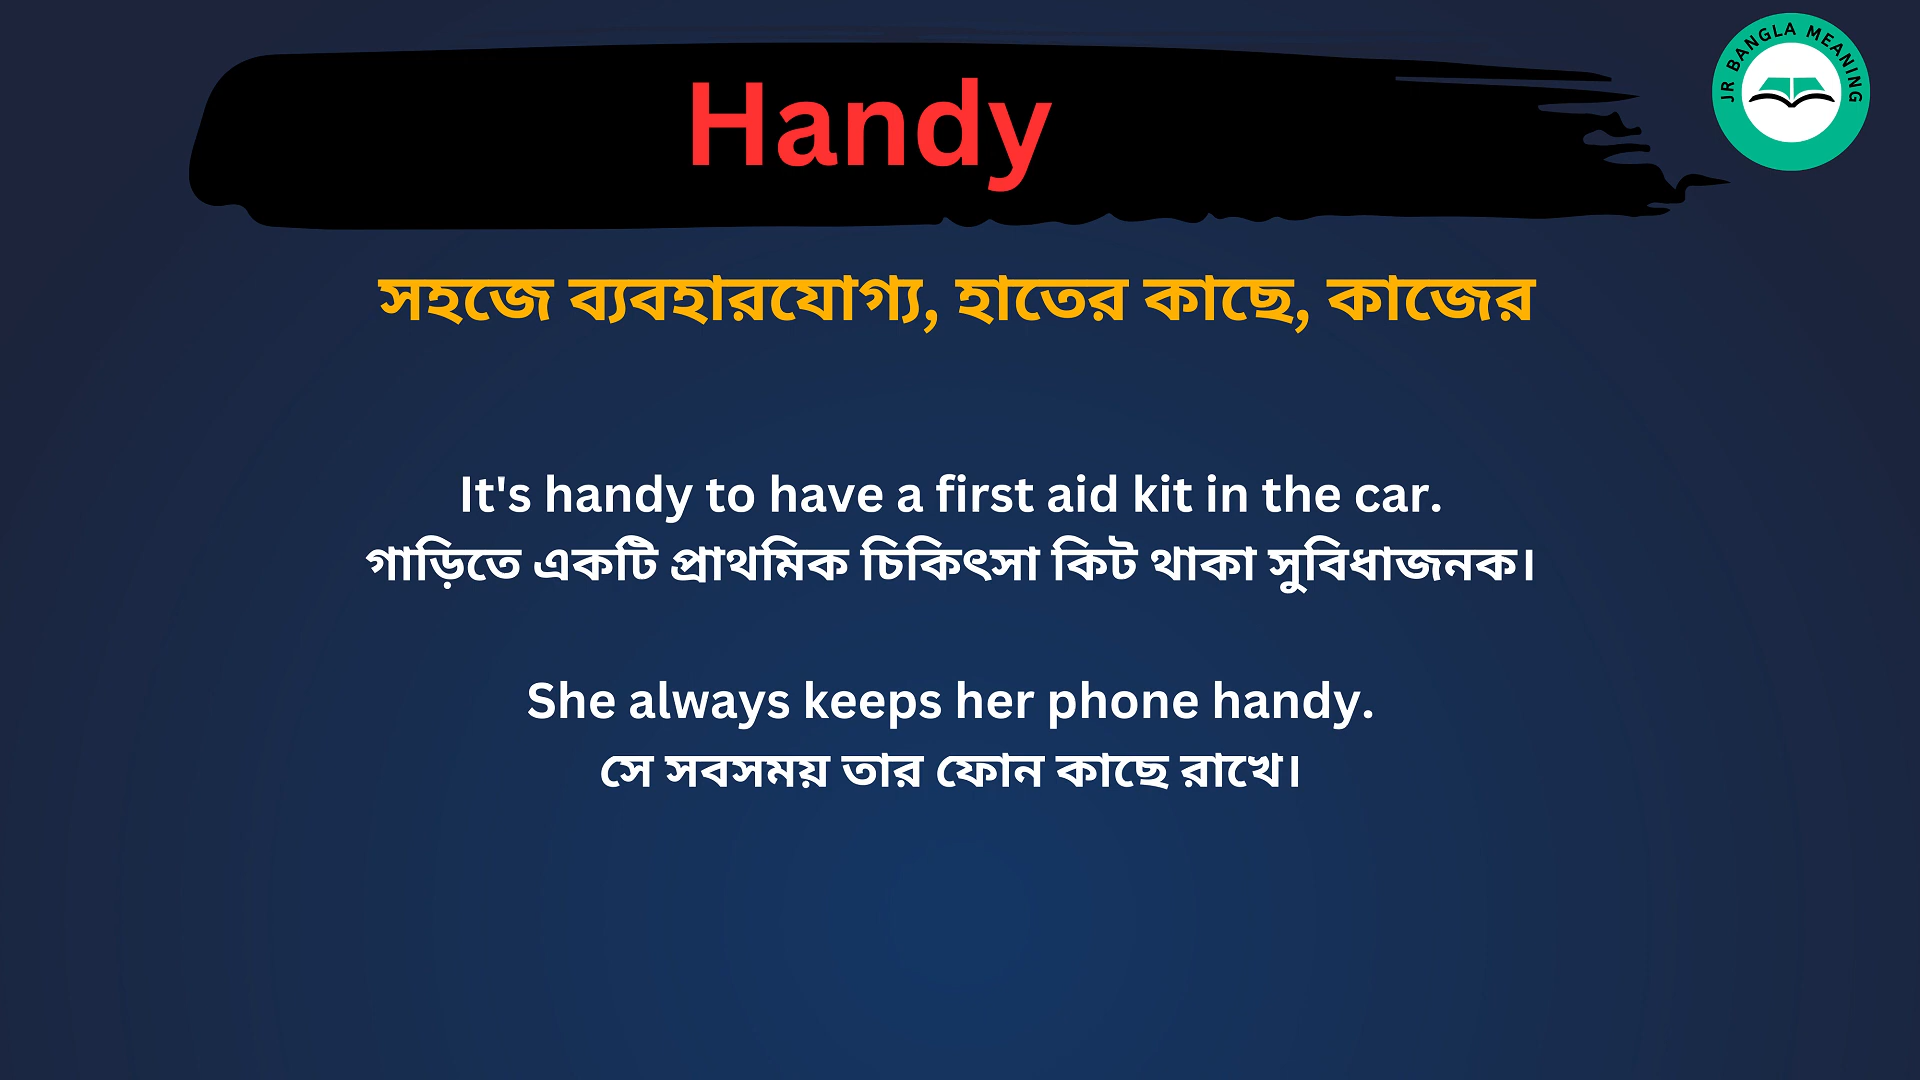 Handy
JR BANGLA MEANING
সহজে ব্যবহারযোগ্য, হাতের কাছে, কাজের
It's handy to have a first aid kit in the car.
গাড়িতে একটি প্রাথমিক চিকিৎসা কিট থাকা সুবিধাজনক।
She always keeps her phone handy.
সে সবসময় তার ফোন কাছে রাখে।